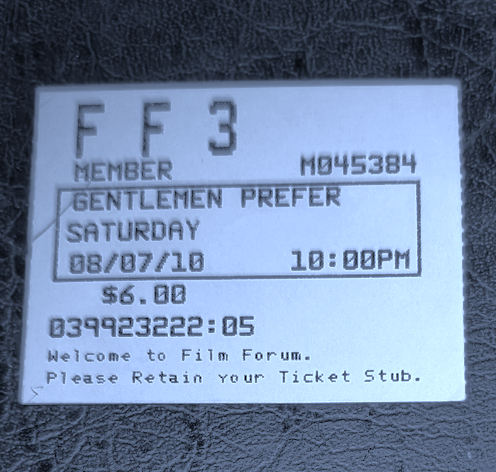 F F 3
MEMBER M045384
GENTLEMEN PREFER
SATURDAY
08/07/10 10:00PM
$6.00
039923222:05
Welcome to Film Forum.
Please Retain your Ticket Stub.